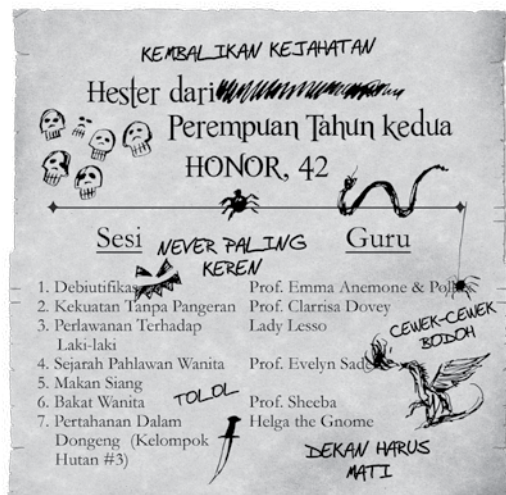 KEMBALIKAN KEJAHATAN
Hester dari
Perempuan Tahun kedua
HONOR, 42
Sesi
Guru
NEVER PALING
KEREN
1. Debiutifikasi Prof. Emma Anemone &
2. Kekuatan Tanpa Pangeran Prof. Clarrisa Dovey
3. Perlawanan Terhadap Lady Lesso
Laki-laki
CEWEK-CEWEK
BODOH
4. Sejarah Pahlawan Wanita Prof. Evelyn
5. Makan Siang
TOLOL
6. Bakat Wanita Prof. Sheeba
7. Pertahanan Dalam Helga the Gnome
Dongeng (Kelompok
Hutan #3)
DEKAN HARUS
MATI